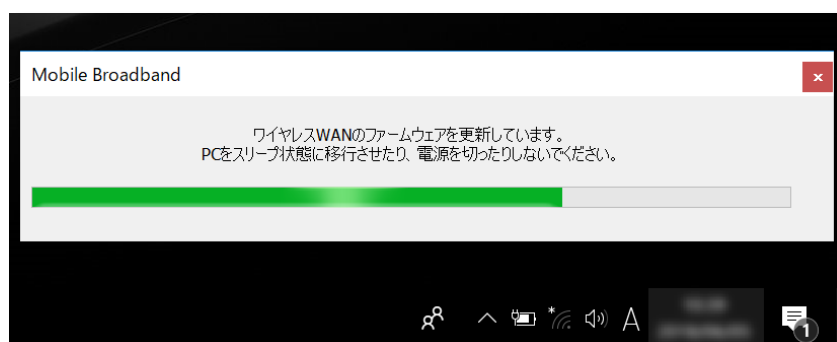 Mobile Broadband
ワイヤレスWANのファームウェアを更新しています。
PCをスリープ状態に移行させたり、電源を切ったりしないでください。
A
1